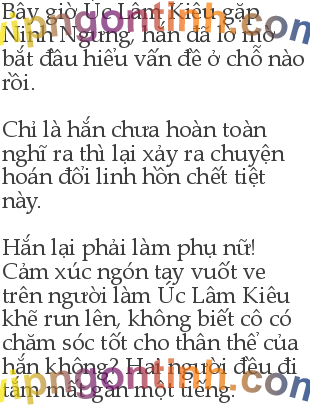 Bây giờ Úc Lâm Kiêu gặp
Ninh Ngưng, hắn đã lờ mờ
bắt đầu hiểu vấn đề ở chỗ nào
rồi.
Chỉ là hắn chưa hoàn toàn
nghĩ ra thì lại xảy ra chuyện
hoán đổi linh hồn chết tiệt
này.
Hắn lại phải làm phụ nữ!
Cảm xúc ngón tay vuốt ve
trên người làm Úc Lâm Kiêu
khẽ run lên, không biết cô có
chăm sóc tốt cho thân thể của
hắn không? Hai người đều đi
tắm mất gần một tiếng.
vipngontinh.com
vipngontinh.com